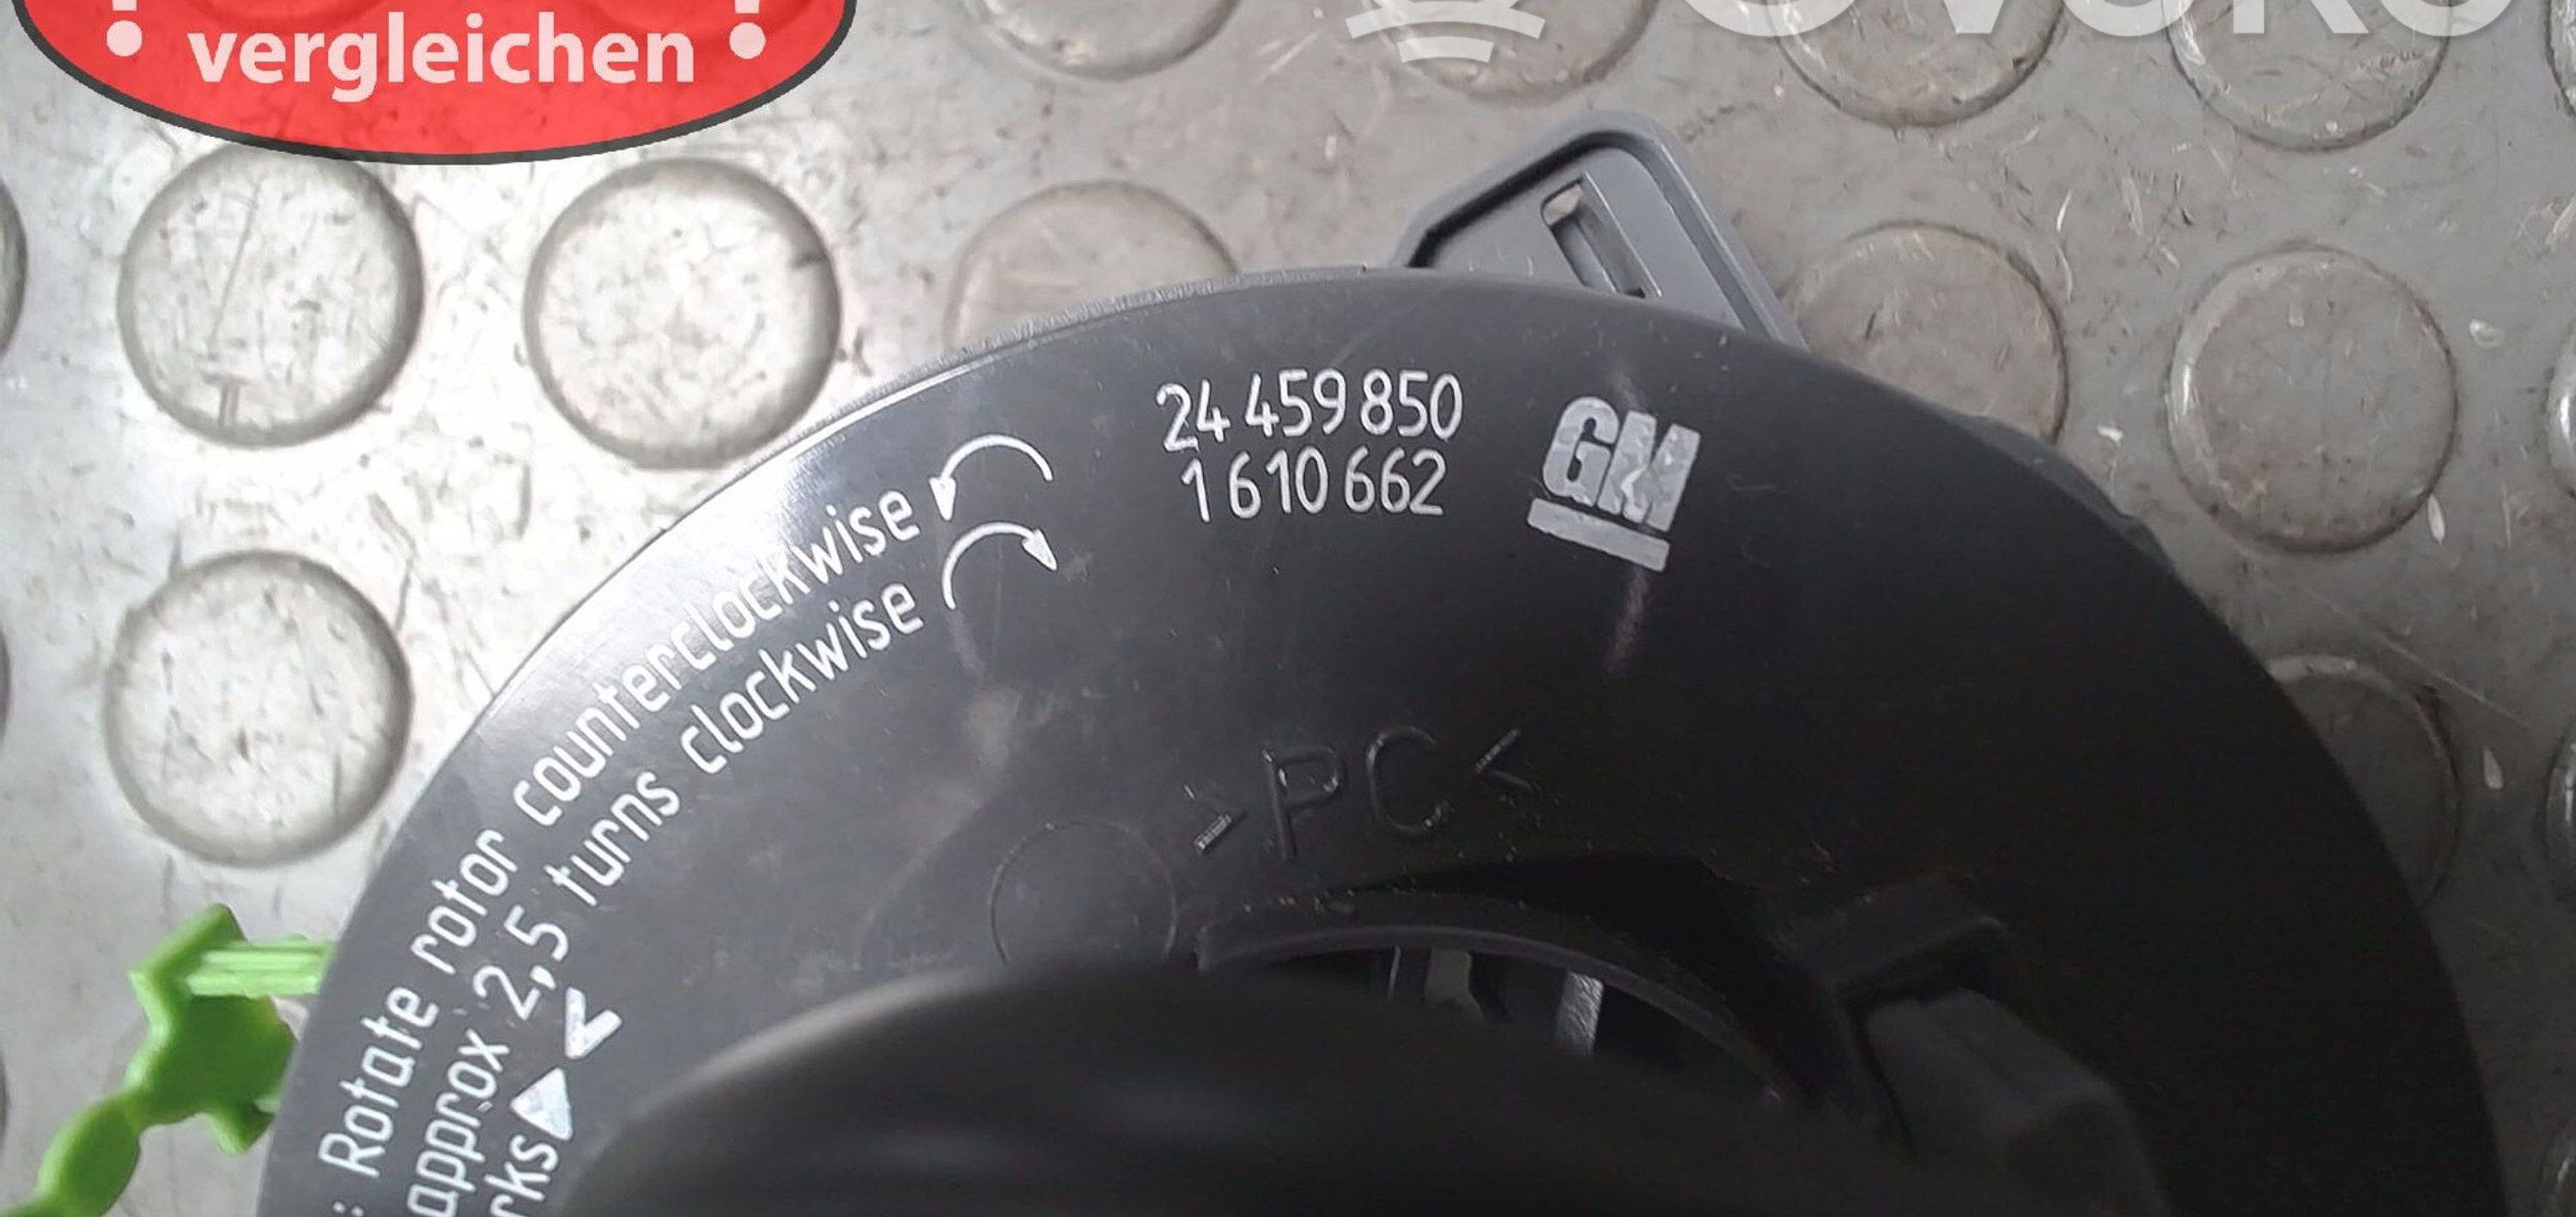 ! vergleichen !
24 459 850
1 610 662
GM
: Rotate rotor counterclockwise
approx 2,5 turns clockwise
rks
>PC<